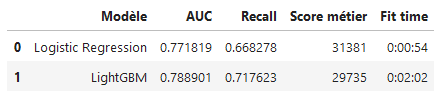 Modèle AUC Recall Score métier Fit time
0 Logistic Regression 0.771819 0.668278 31381 0:00:54
1 LightGBM 0.788901 0.717623 29735 0:02:02